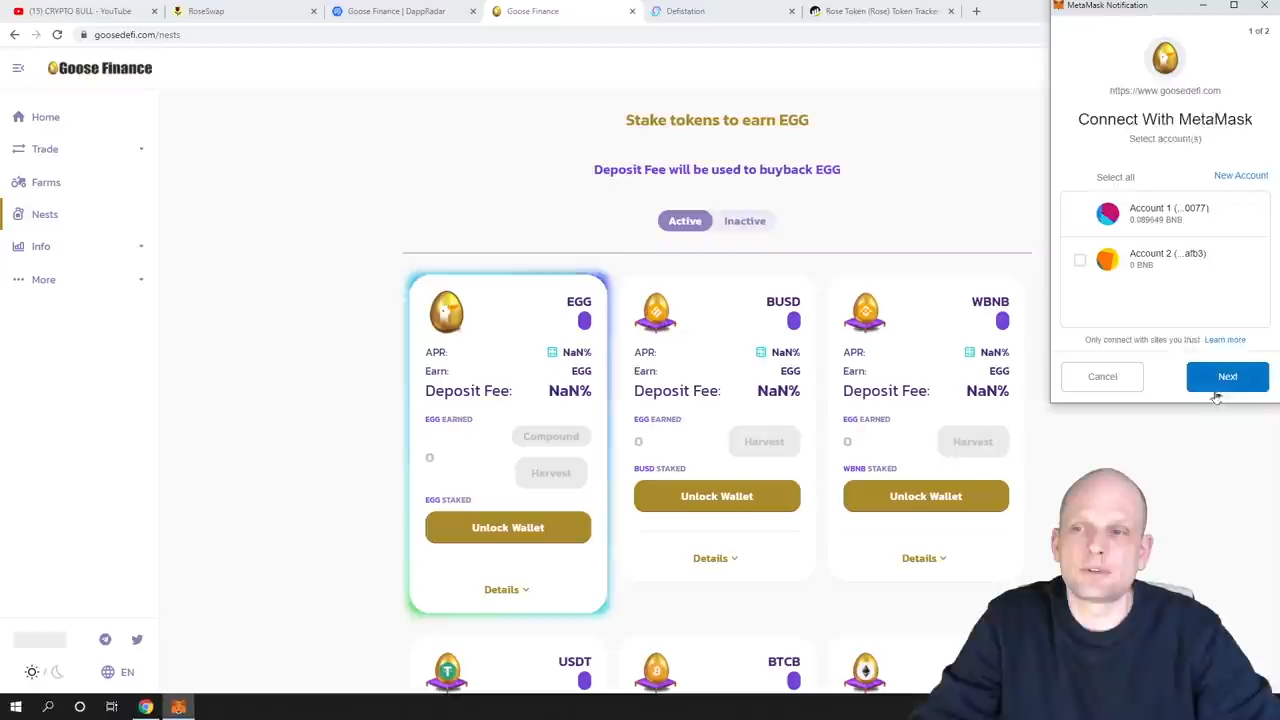 (15) CRYPTO BULL - YouTube
RoseSwap
Goose Finance | DappRadar
Goose Finance
Defistation
Rose Token (Rose) Token Tracke
goosedefi.com/nests
Goose Finance
Home
Trade
Farms
Nests
Info
More
EN
Stake tokens to earn EGG
Deposit Fee will be used to buyback EGG
Active Inactive
EGG
APR: NaN%
Earn: EGG
Deposit Fee: NaN%
EGG EARNED
0
Compound
Harvest
EGG STAKED
Unlock Wallet
Details
BUSD
APR: NaN%
Earn: EGG
Deposit Fee: NaN%
EGG EARNED
0 Harvest
BUSD STAKED
Unlock Wallet
Details
WBNB
APR: NaN%
Earn: EGG
Deposit Fee: NaN%
EGG EARNED
0 Harvest
WBNB STAKED
Unlock Wallet
Details
USDT
BTCB
MetaMask Notification
1 of 2
https://www.goosedefi.com
Connect With MetaMask
Select account(s)
Select all New Account
Account 1 (...0077)
0.089649 BNB
Account 2 (...afb3)
0 BNB
Only connect with sites you trust Learn more
Cancel Next